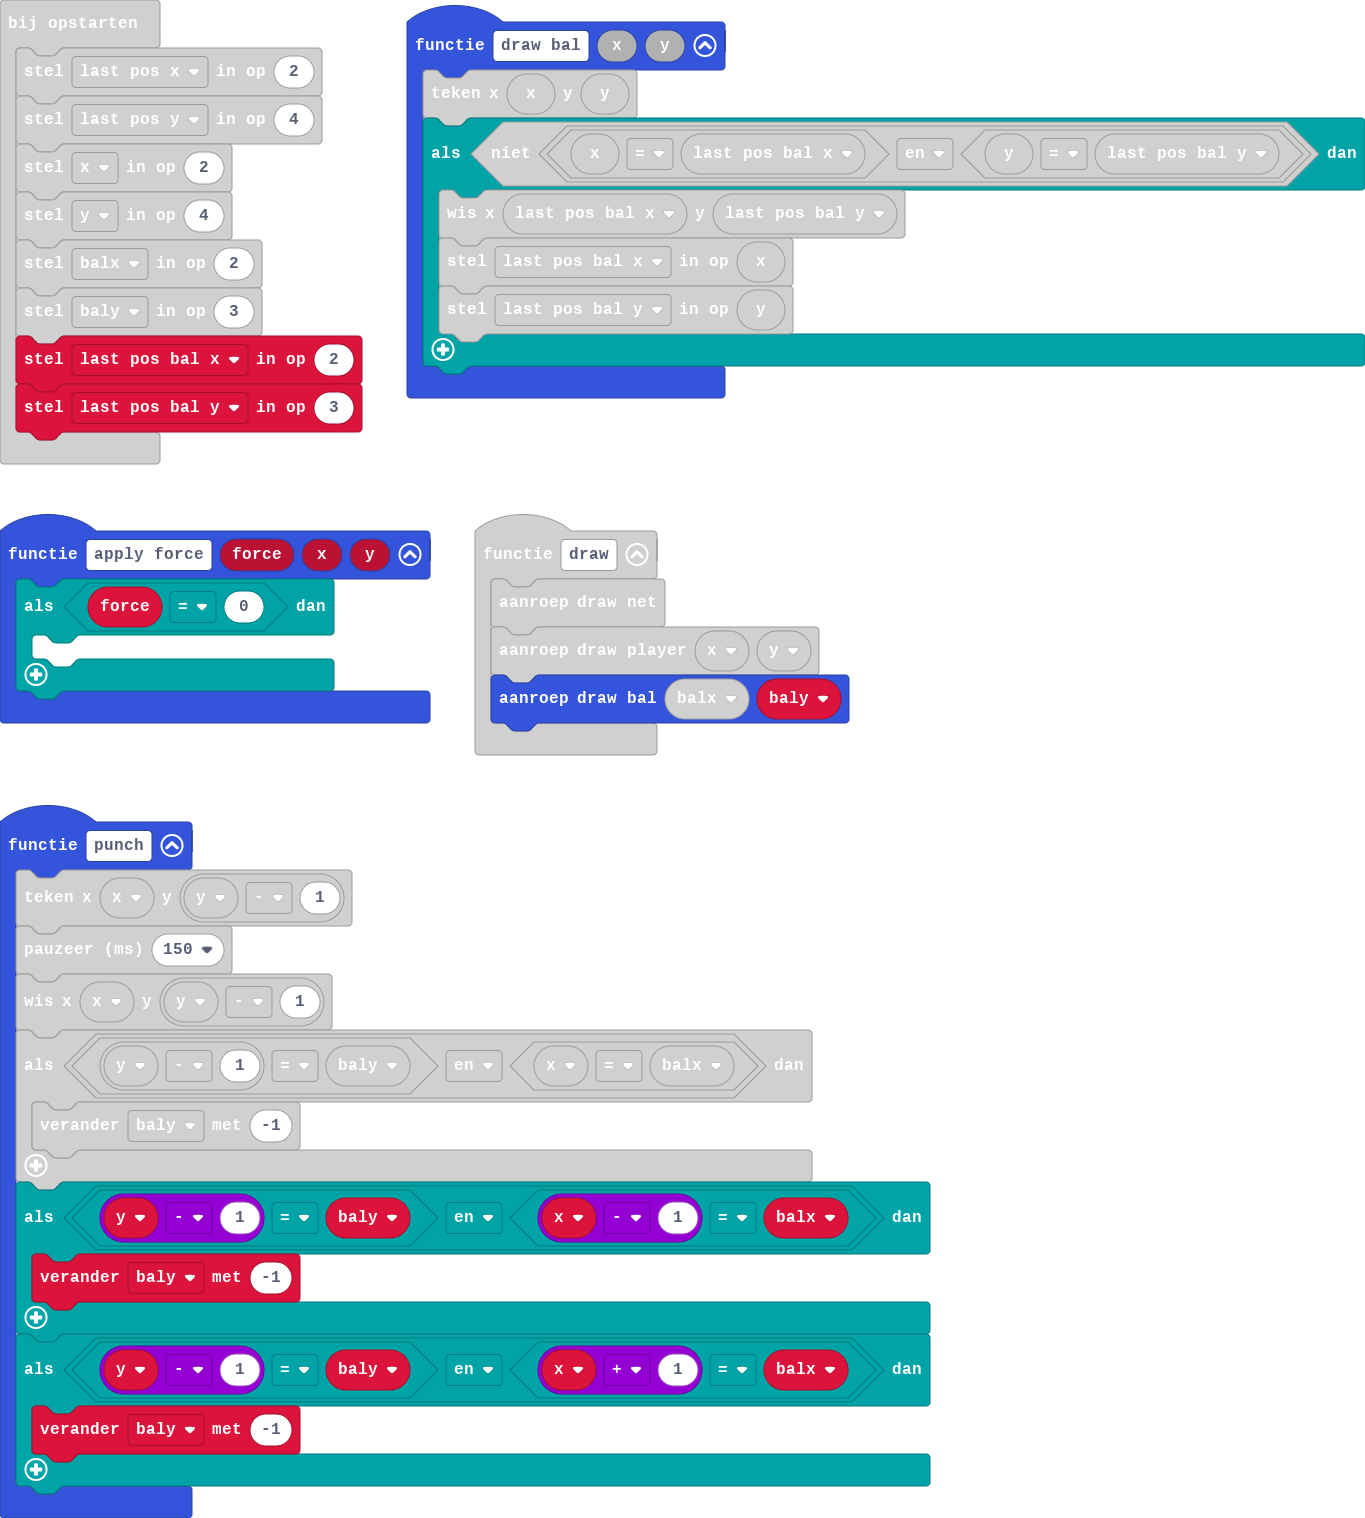 bij opstarten
stel last pos x in op 2
stel last pos y in op 4
stel x in op 2
stel y in op 4
stel balx in op 2
stel baly in op 3
stel last pos bal x in op 2
stel last pos bal y in op 3
functie draw bal x y
teken x x y y
als niet x = last pos bal x en y = last pos bal y dan
wis x last pos bal x y last pos bal y
stel last pos bal x in op x
stel last pos bal y in op y
functie apply force force x y
als force = 0 dan
functie draw
aanroep draw net
aanroep draw player x y
aanroep draw bal balx baly
functie punch
teken x x y y - 1
pauzeer (ms) 150
wis x x y y - 1
als y - 1 = baly en x = balx dan
verander baly met -1
als y - 1 = baly en x - 1 = balx dan
verander baly met -1
als y - 1 = baly en x + 1 = balx dan
verander baly met -1